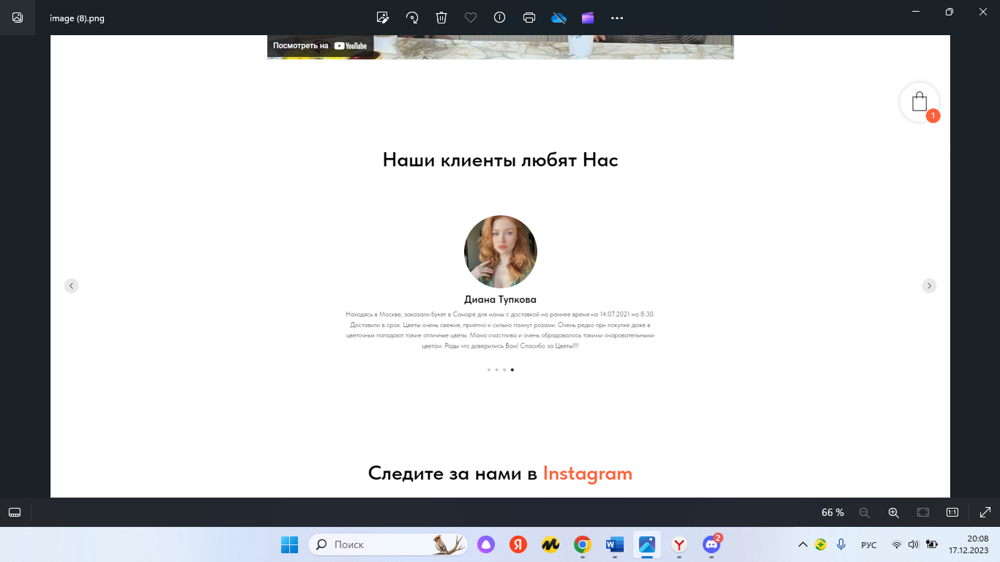 image (8).png
Посмотреть на YouTube
1
Наши клиенты любят Нас
Диана Тупкова
Находясь в Москве, заказали букет в Самаре для мамы с доставкой на раннее время на 14.07.2021 на 8:30.
Доставили в срок. Цветы очень свежие, приятно и сильно пахнут розами. Очень редко при покупке даже в
цветочных попадают такие отличные цветы. Мама счастлива и очень обрадовалось такими очаровательными
цветам. Рады что доверились Вам! Спасибо за Цветы!!!!
Следите за нами в Instagram
66 %
1:1
Поиск
Я
W
Y
2
РУС
20:08
17.12.2023